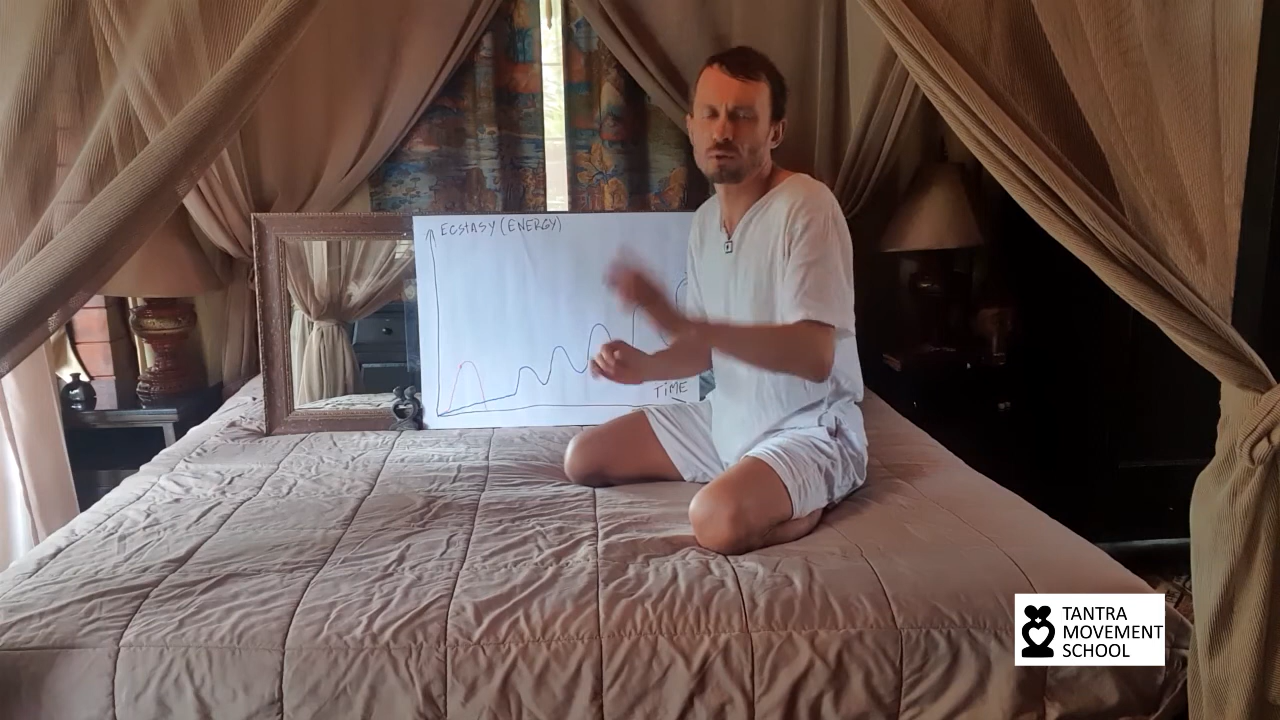 ECSTASY (ENERGY)
TiME
TANTRA
MOVEMENT
SCHOOL